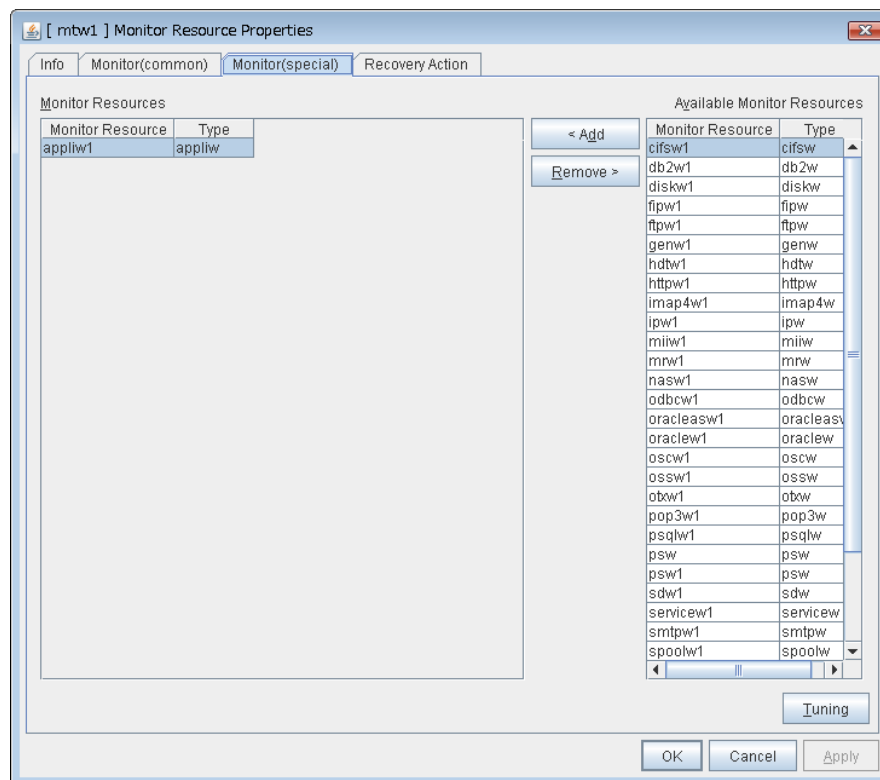 [ mtw1 ] Monitor Resource Properties
Info Monitor(common) Monitor(special) Recovery Action
Monitor Resources
Monitor Resource Type
appliw1 appliw
< Add
Remove >
Available Monitor Resources
Monitor Resource Type
cifsw1 cifsw
db2w1 db2w
diskw1 diskw
fipw1 fipw
ftpw1 ftpw
genw1 genw
hdtw1 hdtw
httpw1 httpw
imap4w1 imap4w
ipw1 ipw
miiw1 miiw
mrw1 mrw
nasw1 nasw
odbcw1 odbcw
oracleasw1 oracleasw
oraclew1 oraclew
oscw1 oscw
ossw1 ossw
otxw1 otxw
pop3w1 pop3w
psqlw1 psqlw
psw psw
psw1 psw
sdw1 sdw
servicew1 servicew
smtpw1 smtpw
spoolw1 spoolw
Tuning
OK Cancel Apply